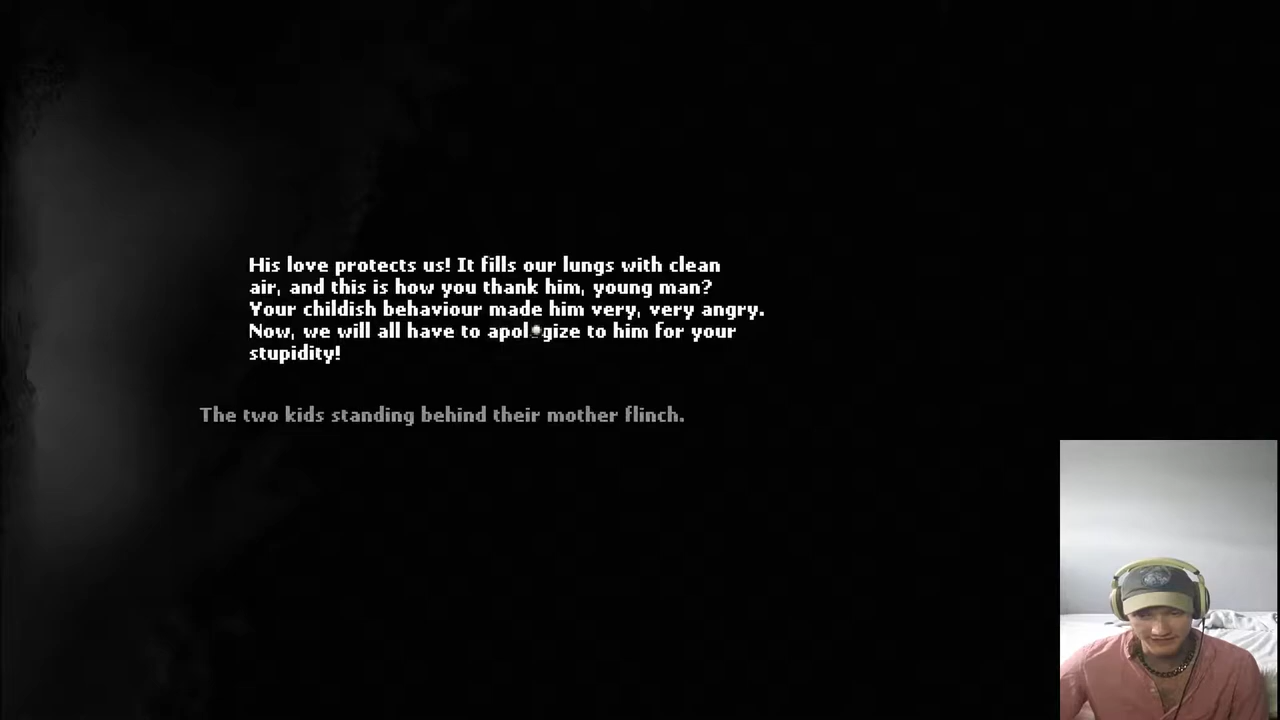 His love protects us! It fills our lungs with clean
air, and this is how you thank him, young man?
Your childish behaviour made him very, very angry.
Now, we will all have to apologize to him for your
stupidity!
The two kids standing behind their mother flinch.